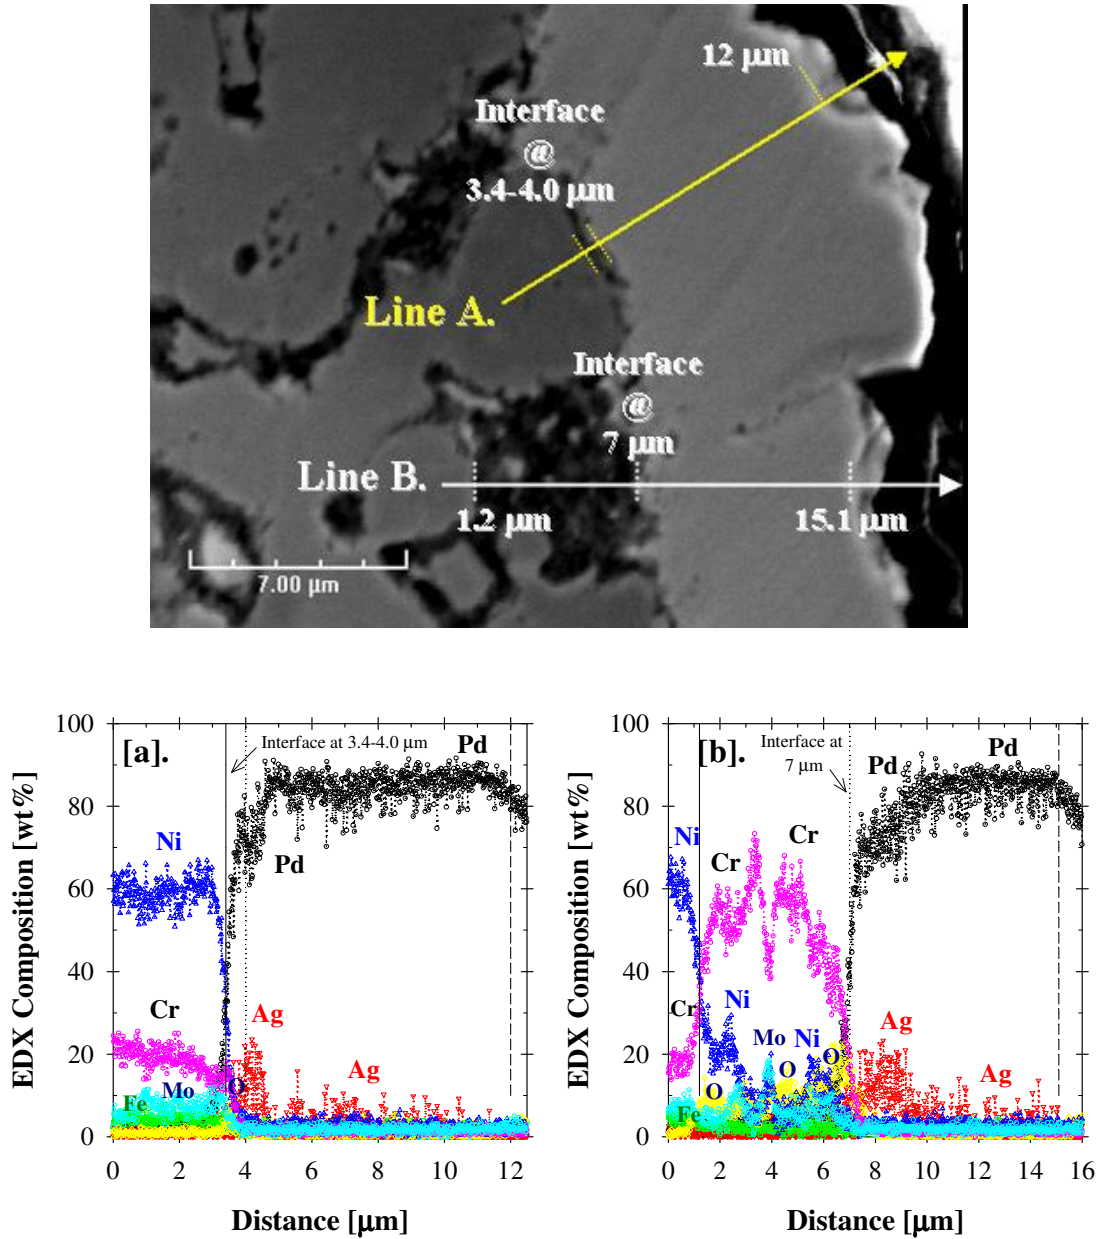 12 μm
Interface
@
3.4-4.0 μm
Line A.
Interface
@
7 μm
Line B.
1.2 μm
15.1 μm
7.00 μm
[a].
Interface at 3.4-4.0 μm
Pd
Ni
Pd
Cr
Ag
Mo
O
Ag
Fe
EDX Composition [wt%]
100
80
60
40
20
0
0 2 4 6 8 10 12
Distance [μm]
[b].
Interface at
7 μm
Pd
Pd
Ni
Cr
Cr
Cr
Ni
Mo
Ni
Ag
O
O
O
Ag
Fe
EDX Composition [wt%]
100
80
60
40
20
0
0 2 4 6 8 10 12 14 16
Distance [μm]